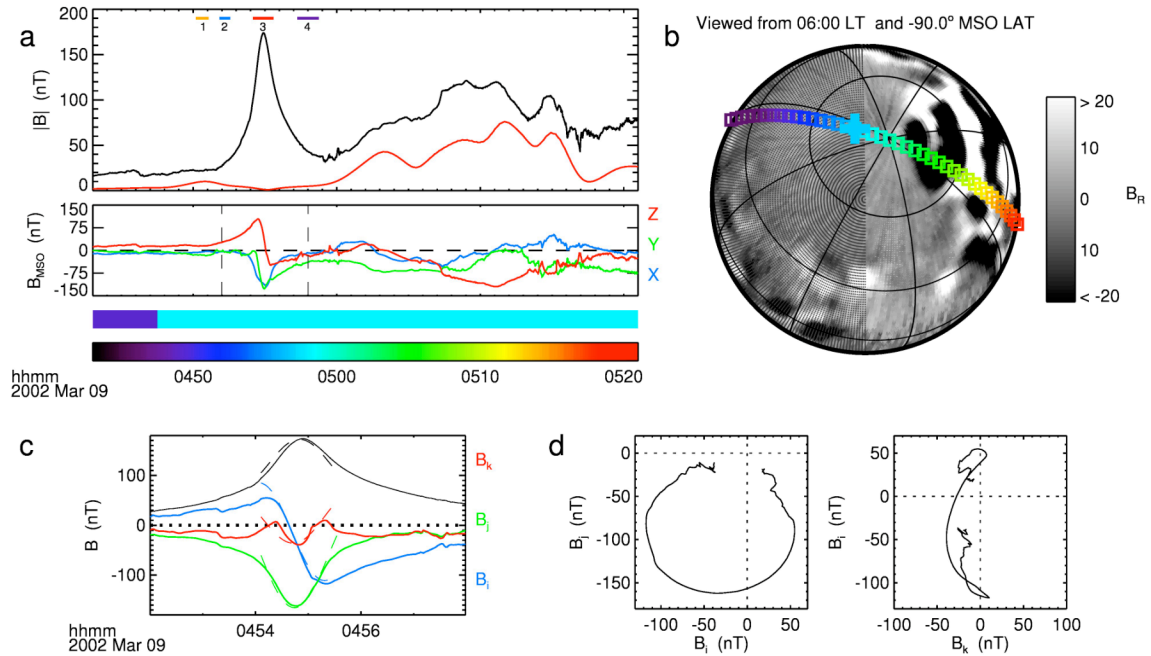 a
1 2 3 4
200
150
100
50
0
|B| (nT)
150
75
0
-75
-150
B_MSO (nT)
Z
Y
X
hhmm
2002 Mar 09
0450 0500 0510 0520
b
Viewed from 06:00 LT and -90.0° MSO LAT
> 20
10
0
10
< -20
B_R
c
B (nT)
100
0
-100
B_k
B_j
B_i
hhmm
2002 Mar 09
0454 0456
d
B_j (nT)
0
-50
-100
-150
-100 -50 0 50
B_i (nT)
B_i (nT)
50
0
-50
-100
-100 -50 0 50 100
B_k (nT)